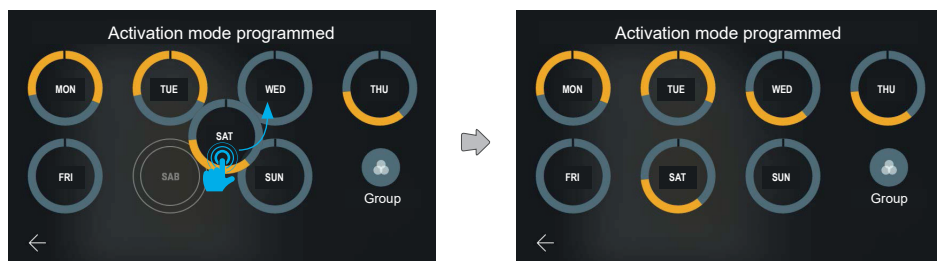 Activation mode programmed
MON TUE WED THU
SAT
FRI SAB SUN
Group
Activation mode programmed
MON TUE WED THU
FRI SAT SUN
Group